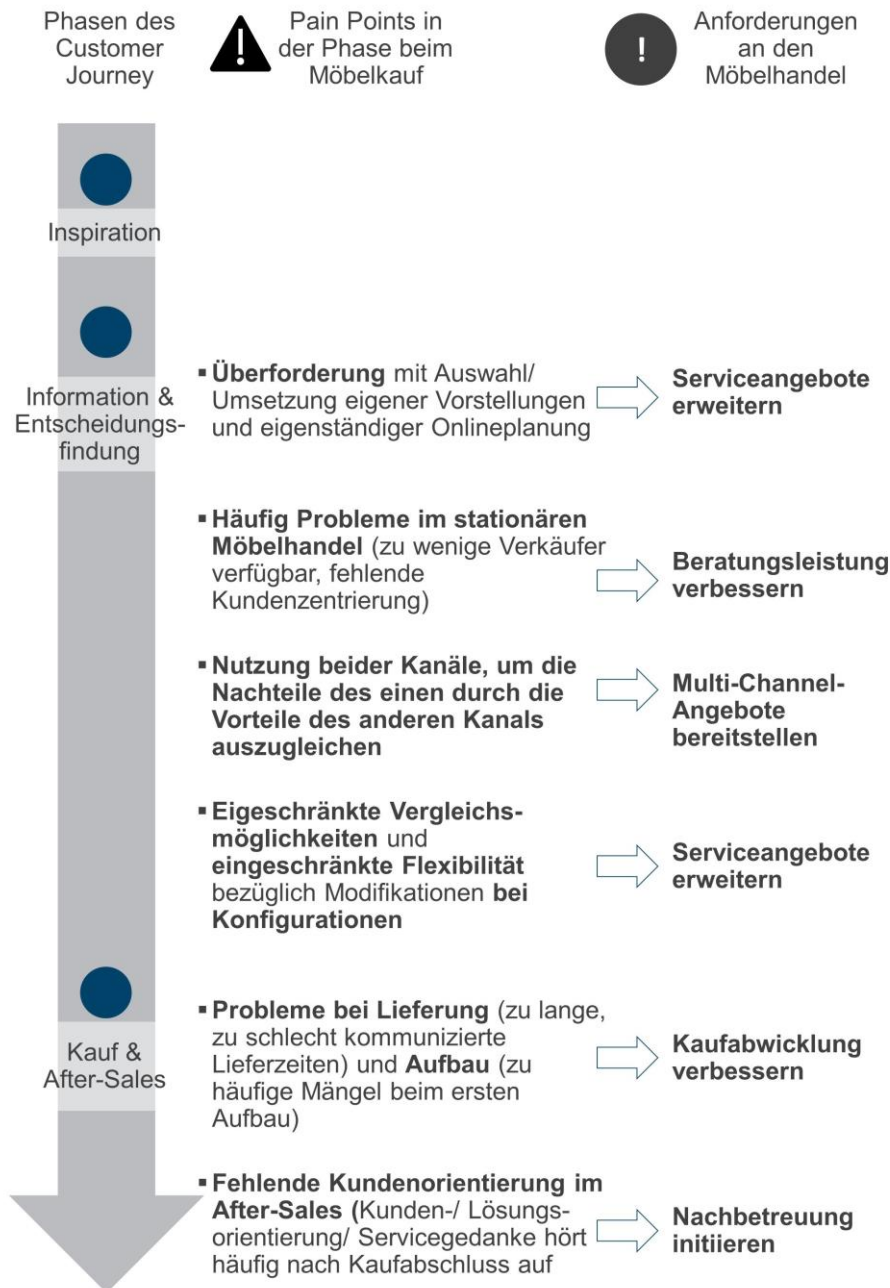 Phasen des
Customer
Journey
!
Pain Points in
der Phase beim
Möbelkauf
!
Anforderungen
an den
Möbelhandel
Inspiration
Information &
Entscheidungs-
findung
▪ Überforderung mit Auswahl/
Umsetzung eigener Vorstellungen
und eigenständiger Onlineplanung
Serviceangebote
erweitern
▪ Häufig Probleme im stationären
Möbelhandel (zu wenige Verkäufer
verfügbar, fehlende
Kundenzentrierung)
Beratungsleistung
verbessern
▪ Nutzung beider Kanäle, um die
Nachteile des einen durch die
Vorteile des anderen Kanals
auszugleichen
Multi-Channel-
Angebote
bereitstellen
▪ Eigeschränkte Vergleichs-
möglichkeiten und
eingeschränkte Flexibilität
bezüglich Modifikationen bei
Konfigurationen
Serviceangebote
erweitern
Kauf &
After-Sales
▪ Probleme bei Lieferung (zu lange,
zu schlecht kommunizierte
Lieferzeiten) und Aufbau (zu
häufige Mängel beim ersten
Aufbau)
Kaufabwicklung
verbessern
▪ Fehlende Kundenorientierung im
After-Sales (Kunden-/ Lösungs-
orientierung/ Servicegedanke hört
häufig nach Kaufabschluss auf
Nachbetreuung
initiieren